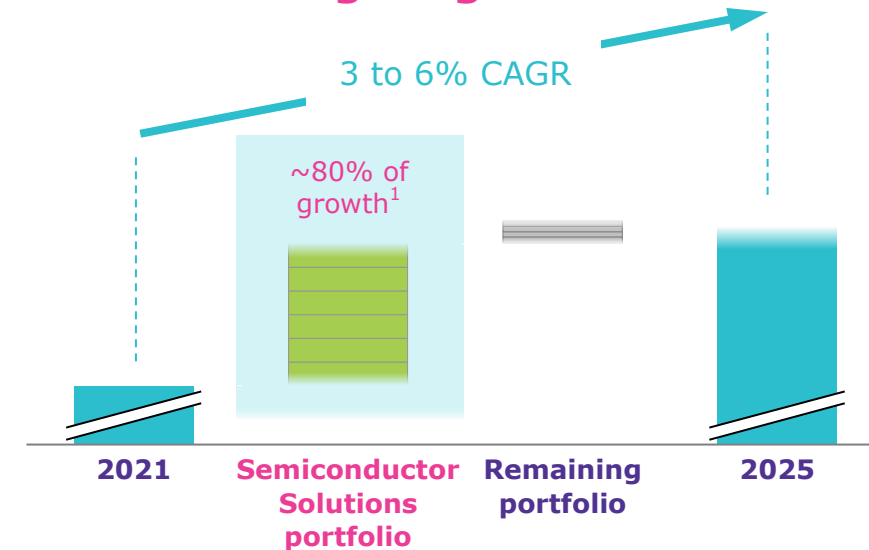 3 to 6% CAGR
~80% of
growth¹
2021
Semiconductor
Solutions
portfolio
Remaining
portfolio
2025